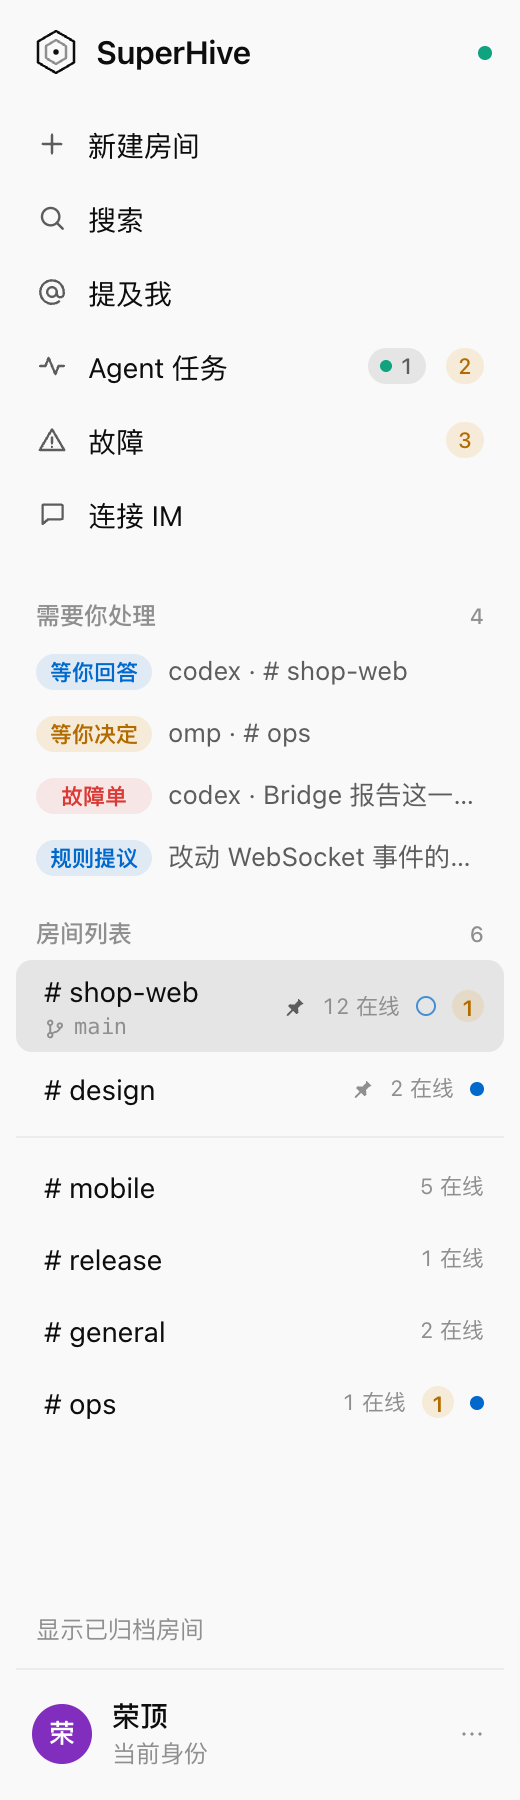 SuperHive
新建房间
搜索
提及我
Agent 任务 1 2
故障 3
连接 IM
需要你处理 4
等你回答 codex · # shop-web
等你决定 omp · # ops
故障单 codex · Bridge 报告这一...
规则提议 改动 WebSocket 事件的...
房间列表 6
# shop-web 12 在线 1
main
# design 2 在线
# mobile 5 在线
# release 1 在线
# general 2 在线
# ops 1 在线 1
显示已归档房间
荣 荣顶
当前身份